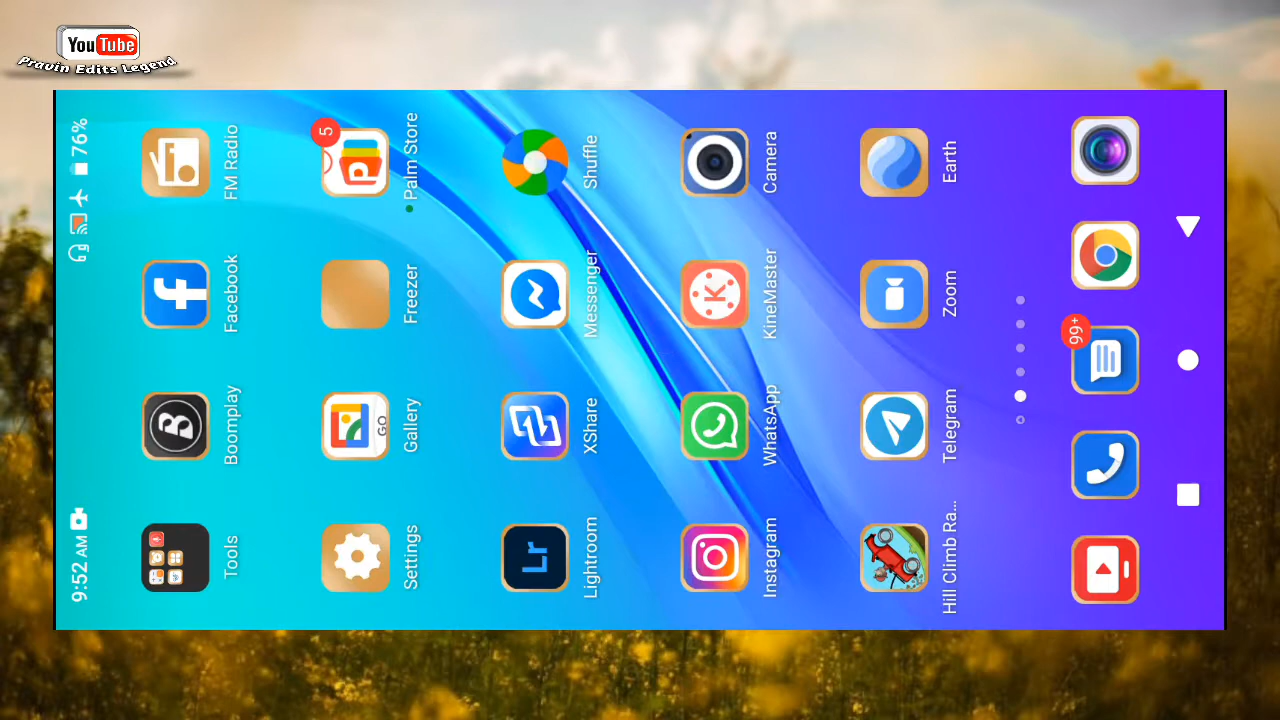 YouTube
Pravin Edits Legend
9:52 AM
76%
Tools
Boomplay
Facebook
FM Radio
Settings
Gallery
Freezer
Palm Store
5
GO
Lightroom
Lr
XShare
Messenger
Shuffle
Instagram
WhatsApp
KineMaster
Camera
Hill Climb Ra...
Telegram
Zoom
Earth
99+